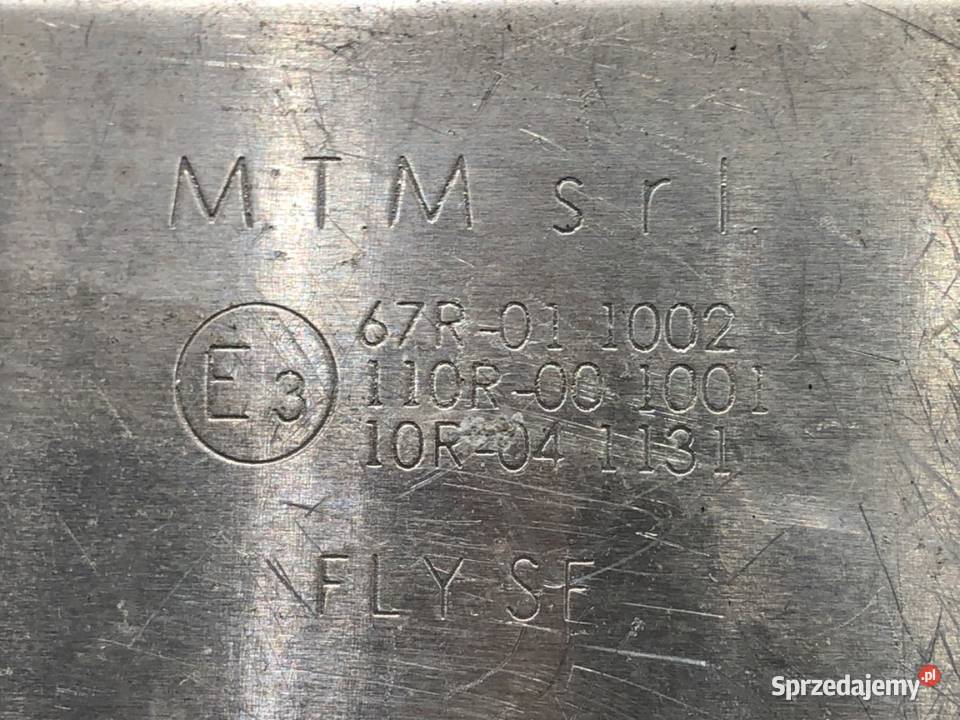 M.T.M srl.
E3
67R-01 1002
110R-00 1001
10R-04 1131
FLY SF
Sprzedajemy.pl